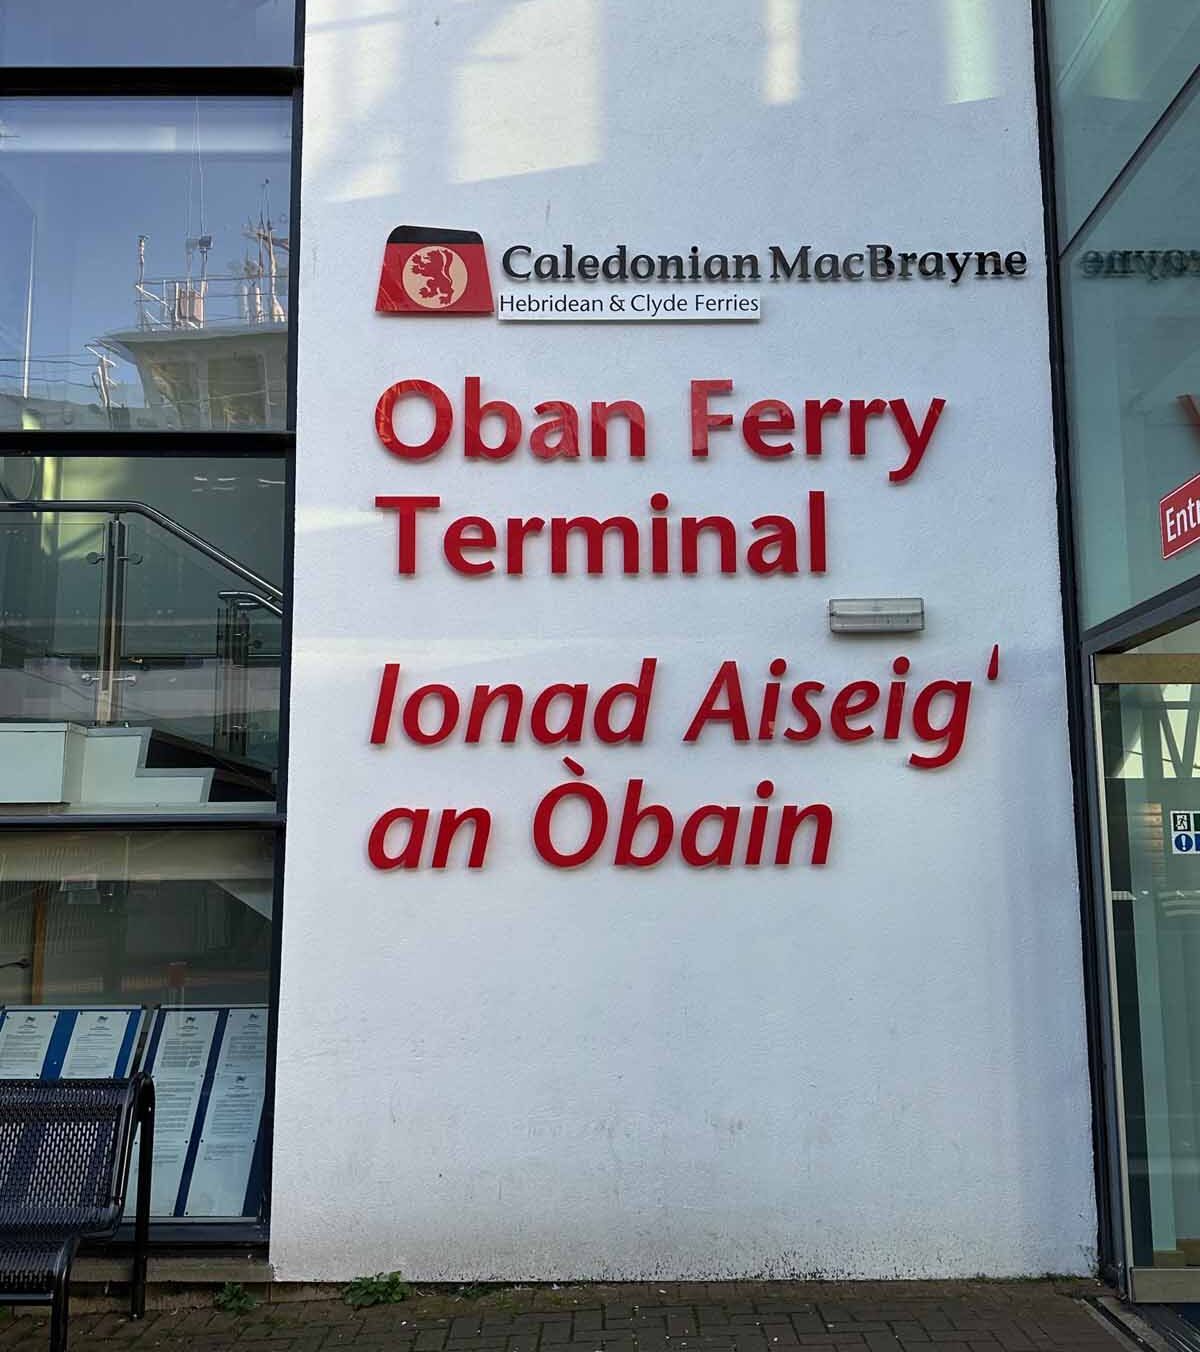 Caledonian MacBrayne
Hebridean & Clyde Ferries
Oban Ferry
Terminal
Ionad Aiseig'
an Òbain